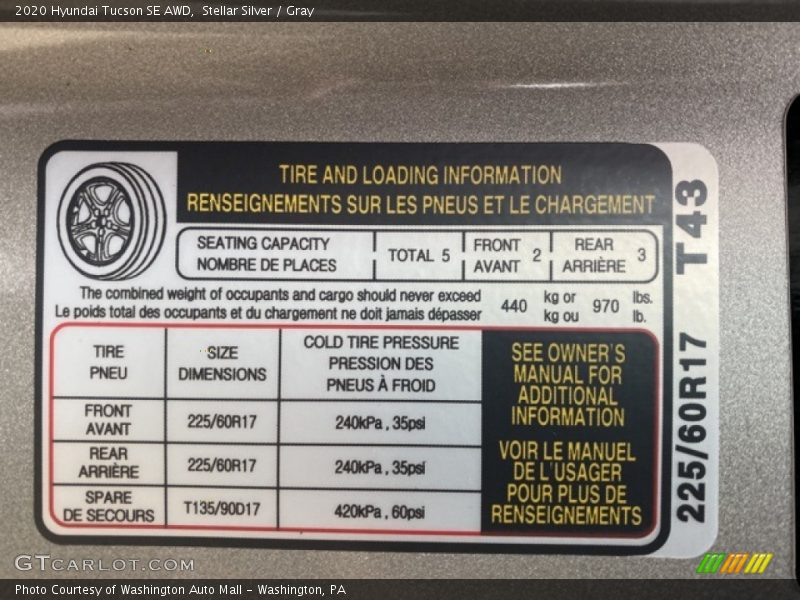 2020 Hyundai Tucson SE AWD, Stellar Silver / Gray
TIRE AND LOADING INFORMATION
RENSEIGNEMENTS SUR LES PNEUS ET LE CHARGEMENT
SEATING CAPACITY
NOMBRE DE PLACES
TOTAL 5
FRONT
AVANT
2
REAR
ARRIÈRE
3
The combined weight of occupants and cargo should never exceed
Le poids total des occupants et du chargement ne doit jamais dépasser
440
kg or
kg ou
970
lbs.
lb.
TIRE
PNEU
SIZE
DIMENSIONS
COLD TIRE PRESSURE
PRESSION DES
PNEUS À FROID
FRONT
AVANT
225/60R17
240kPa , 35psi
REAR
ARRIÈRE
225/60R17
240kPa , 35psi
SPARE
DE SECOURS
T135/90D17
420kPa , 60psi
SEE OWNER'S
MANUAL FOR
ADDITIONAL
INFORMATION
VOIR LE MANUEL
DE L'USAGER
POUR PLUS DE
RENSEIGNEMENTS
225/60R17 T43
GTCARLOT.COM
Photo Courtesy of Washington Auto Mall - Washington, PA